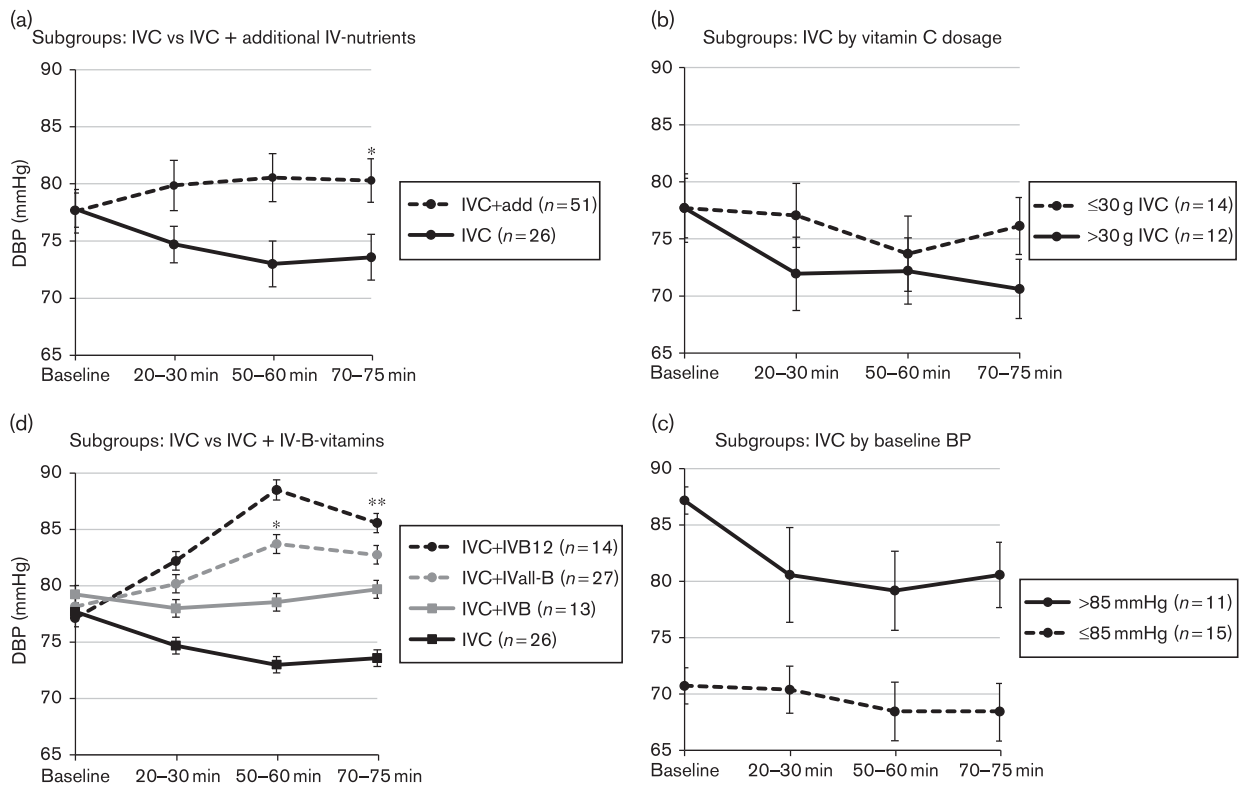 (a)
Subgroups: IVC vs IVC + additional IV-nutrients
90
85
80
75
70
65
DBP (mmHg)
*
Baseline 20–30 min 50–60 min 70–75 min
IVC+add (n=51)
IVC (n=26)
(b)
Subgroups: IVC by vitamin C dosage
90
85
80
75
70
65
Baseline 20–30 min 50–60 min 70–75 min
≤30 g IVC (n=14)
>30 g IVC (n=12)
(d)
Subgroups: IVC vs IVC + IV-B-vitamins
90
85
80
75
70
65
DBP (mmHg)
*
**
Baseline 20–30 min 50–60 min 70–75 min
IVC+IVB12 (n=14)
IVC+IVall-B (n=27)
IVC+IVB (n=13)
IVC (n=26)
(c)
Subgroups: IVC by baseline BP
90
85
80
75
70
65
Baseline 20–30 min 50–60 min 70–75 min
>85 mmHg (n=11)
≤85 mmHg (n=15)